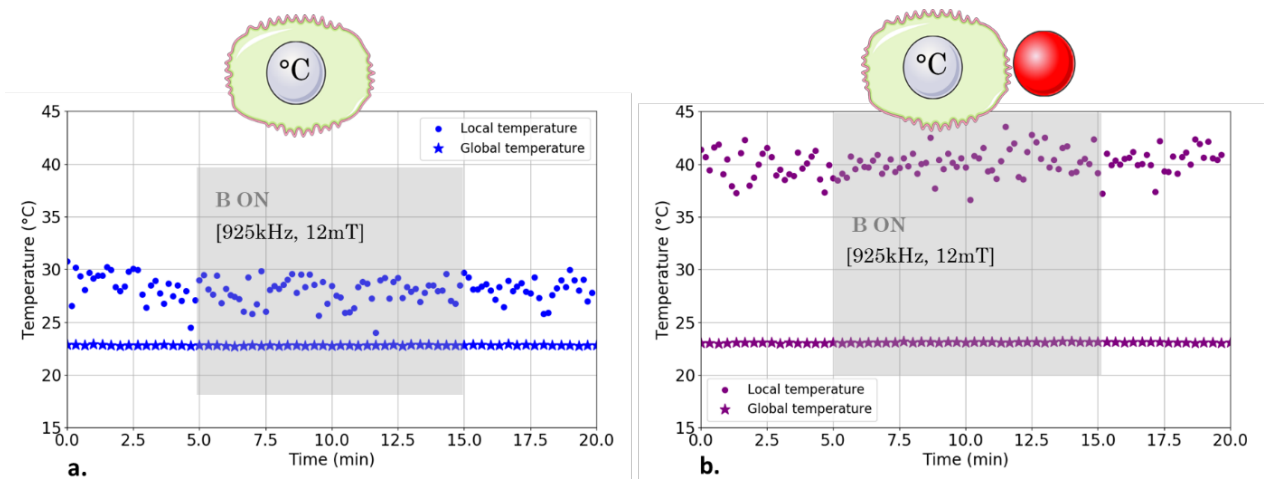 °C
45
40
35
30
25
20
15
Temperature (°C)
Local temperature
Global temperature
B ON
[925kHz, 12mT]
0.0 2.5 5.0 7.5 10.0 12.5 15.0 17.5 20.0
Time (min)
a.
°C
45
40
35
30
25
20
15
Temperature (°C)
B ON
[925kHz, 12mT]
Local temperature
Global temperature
0.0 2.5 5.0 7.5 10.0 12.5 15.0 17.5 20.0
Time (min)
b.